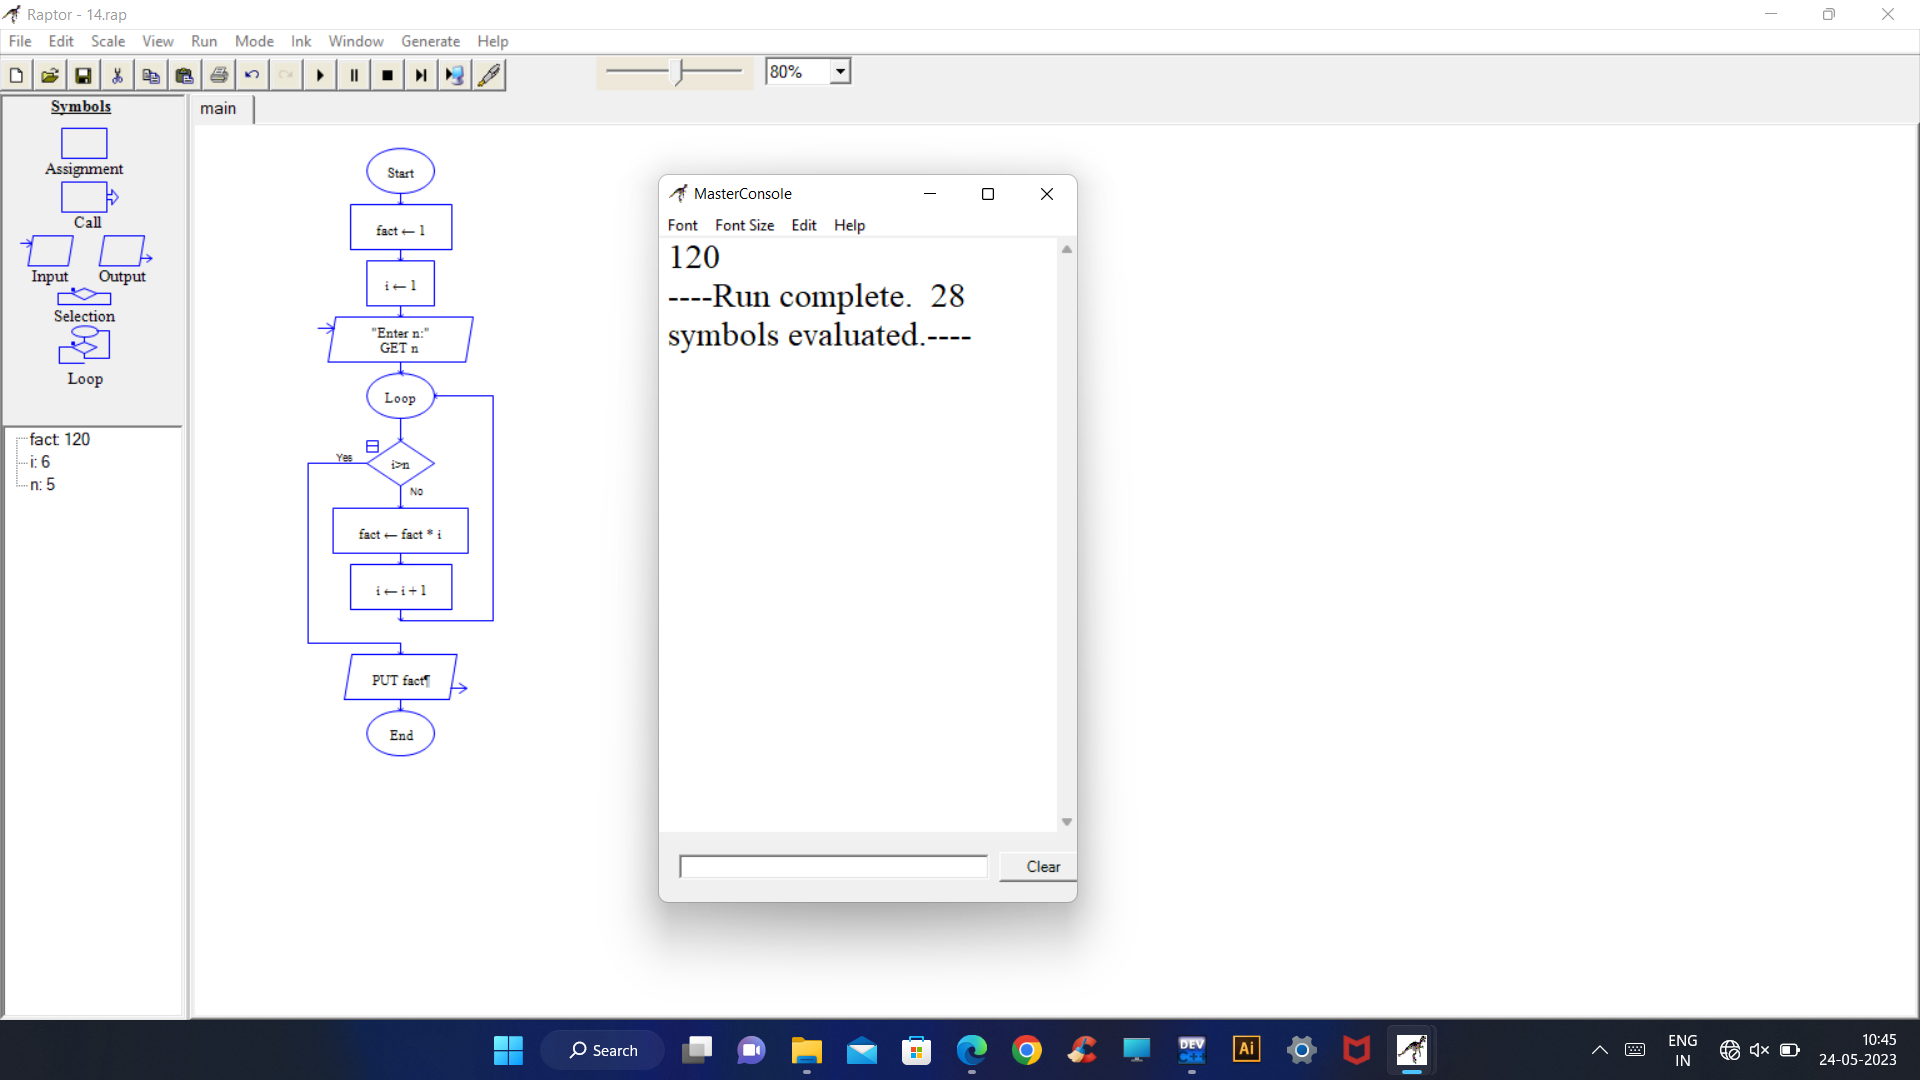 Raptor - 14.rap
File Edit Scale View Run Mode Ink Window Generate Help
80%
Symbols
Assignment
Call
Input Output
Selection
Loop
fact: 120
i: 6
n: 5
main
Start
fact ← 1
i ← 1
"Enter n:"
GET n
Loop
Yes
i>n
No
fact ← fact * i
i ← i + 1
PUT fact¶
End
MasterConsole
Font Font Size Edit Help
120
----Run complete.  28
symbols evaluated.----
Clear
Search
DEV
C++
Ai
ENG
IN
10:45
24-05-2023